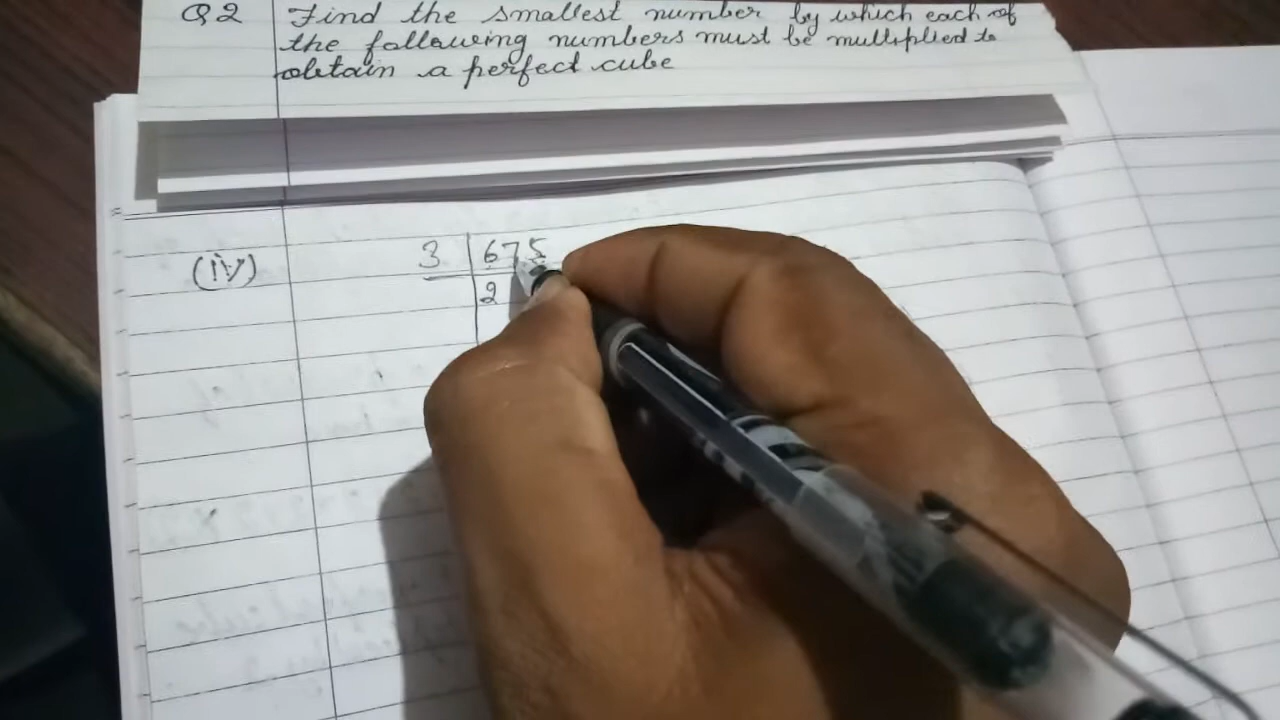 Q2 Find the smallest number by which each of
the following numbers must be multiplied to
obtain a perfect cube
(iv) 3 675
2